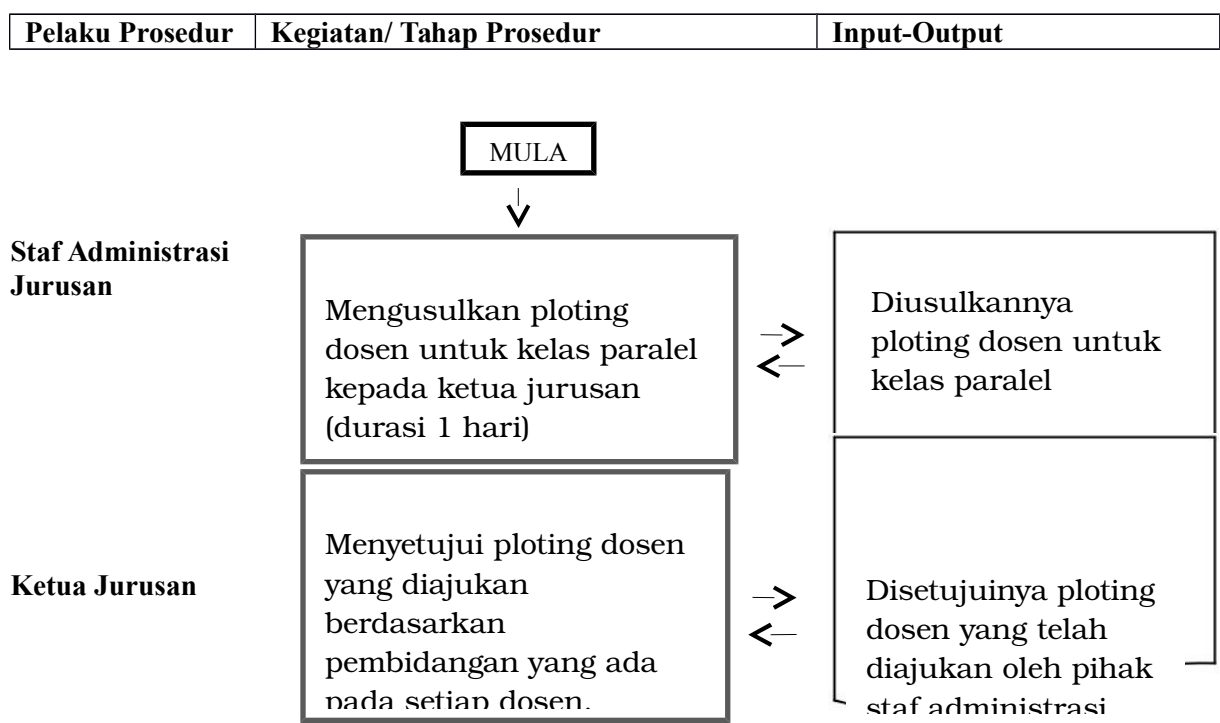 Pelaku Prosedur Kegiatan/ Tahap Prosedur Input-Output
MULA
Staf Administrasi
Jurusan
Mengusulkan ploting
dosen untuk kelas paralel
kepada ketua jurusan
(durasi 1 hari)
Diusulkannya
ploting dosen untuk
kelas paralel
Ketua Jurusan
Menyetujui ploting dosen
yang diajukan
berdasarkan
pembidangan yang ada
pada setiap dosen.
Disetujuinya ploting
dosen yang telah
diajukan oleh pihak
staf administrasi